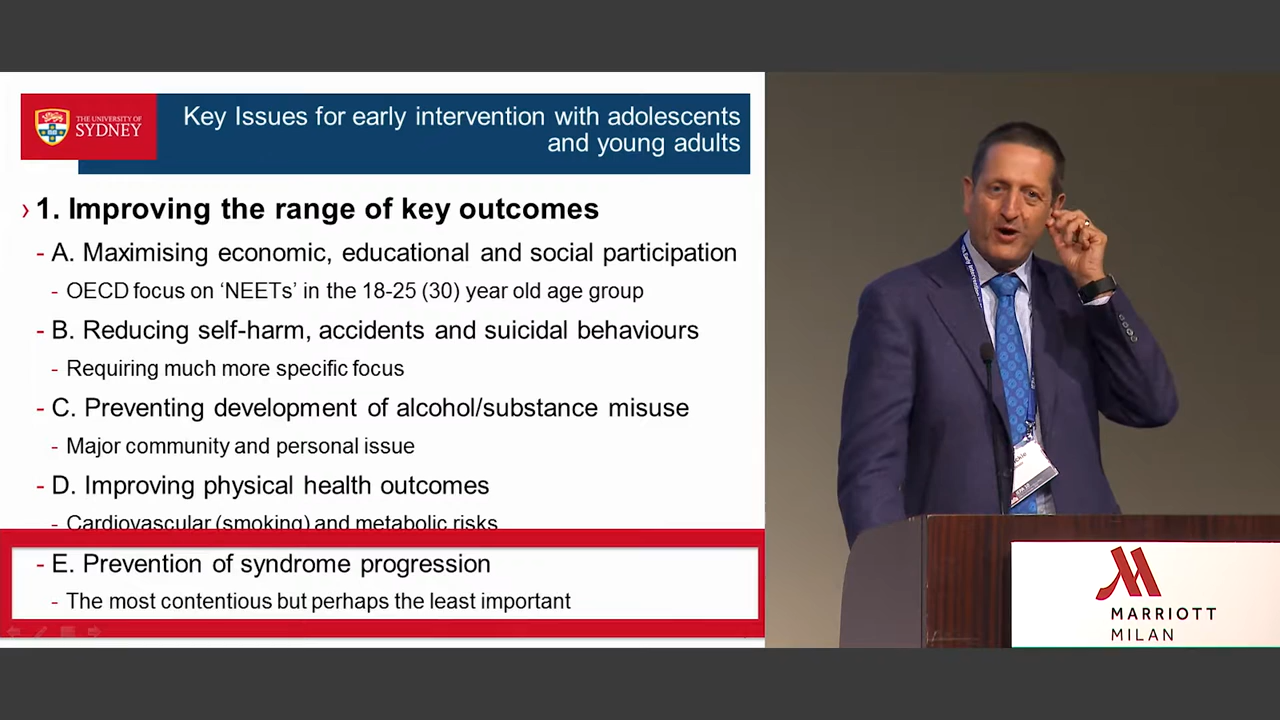 THE UNIVERSITY OF
SYDNEY
Key Issues for early intervention with adolescents
and young adults
› 1. Improving the range of key outcomes
- A. Maximising economic, educational and social participation
- OECD focus on ‘NEETs’ in the 18-25 (30) year old age group
- B. Reducing self-harm, accidents and suicidal behaviours
- Requiring much more specific focus
- C. Preventing development of alcohol/substance misuse
- Major community and personal issue
- D. Improving physical health outcomes
- Cardiovascular (smoking) and metabolic risks
- E. Prevention of syndrome progression
- The most contentious but perhaps the least important
MARRIOTT
MILAN